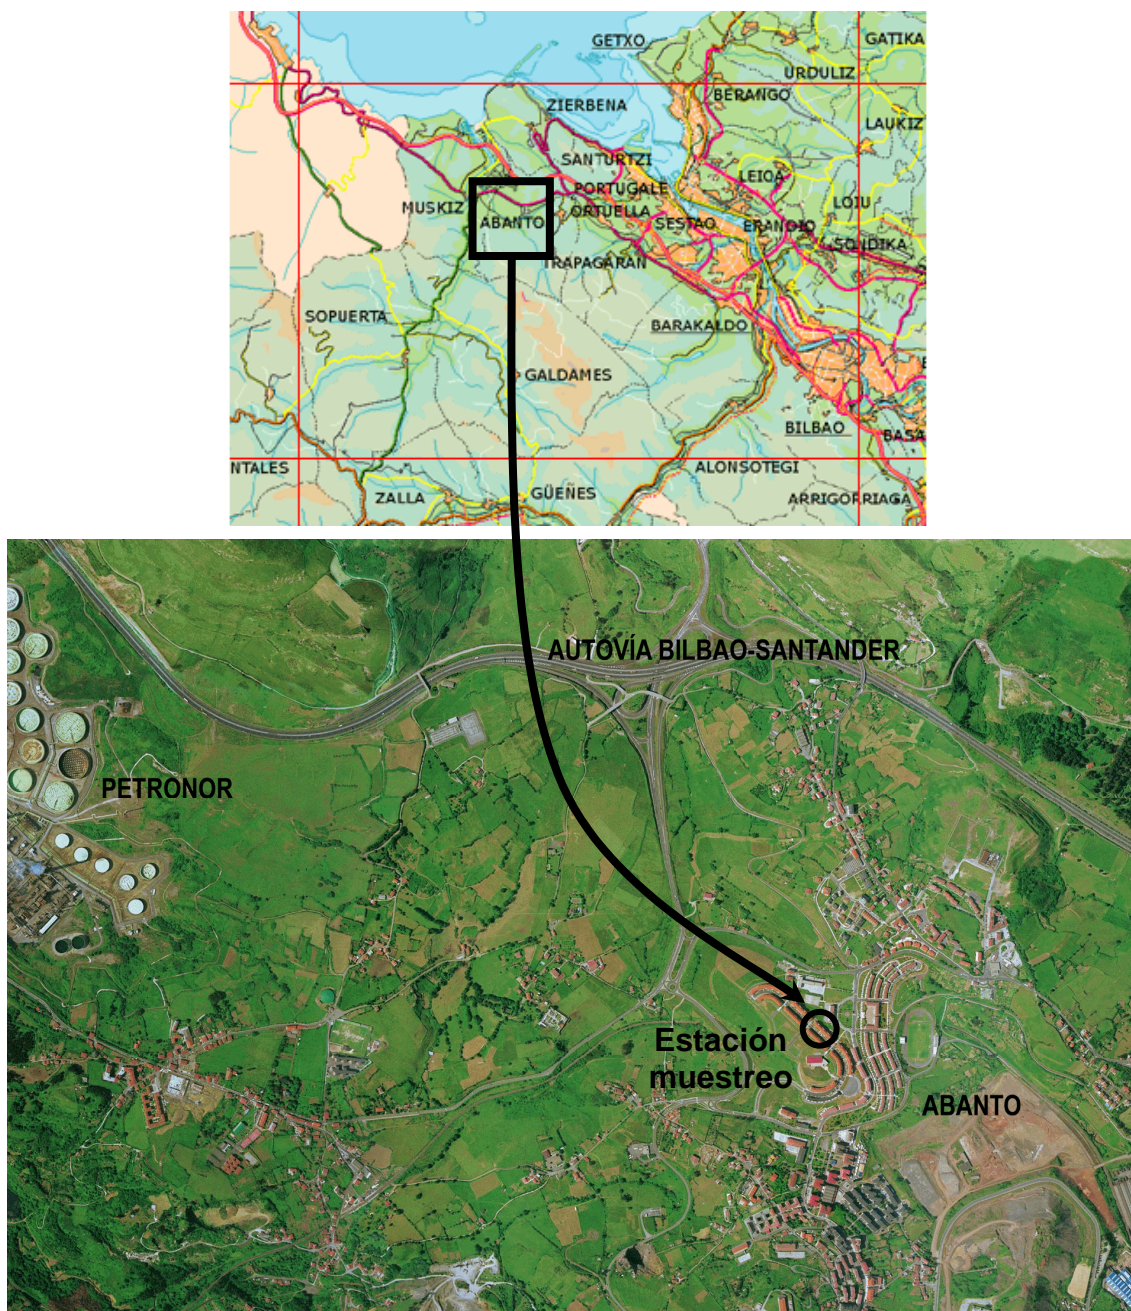 GETXO
GATIKA
URDULIZ
BERANGO
ZIERBENA
LAUKIZ
SANTURTZI
LEIOA
PORTUGALE
MUSKIZ
ORTUELLA
LOIU
ABANTO
SESTAO
ERANDIO
SONDIKA
TRAPAGARAN
SOPUERTA
BARAKALDO
GALDAMES
BILBAO
BASA
NTALES
ALONSOTEGI
ZALLA
GÜEÑES
ARRIGORRIAGA
AUTOVÍA BILBAO-SANTANDER
PETRONOR
Estación
muestreo
ABANTO